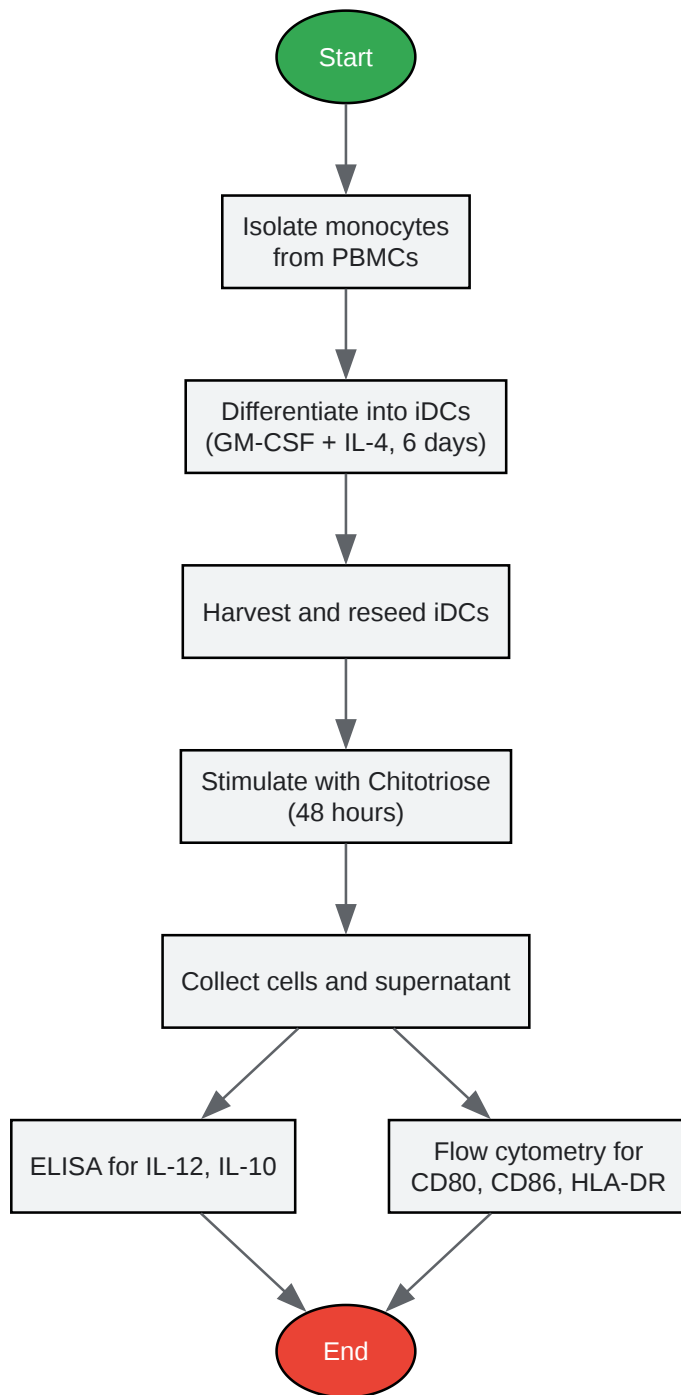 Start
Isolate monocytes
from PBMCs
Differentiate into iDCs
(GM-CSF + IL-4, 6 days)
Harvest and reseed iDCs
Stimulate with Chitotriose
(48 hours)
Collect cells and supernatant
ELISA for IL-12, IL-10
Flow cytometry for
CD80, CD86, HLA-DR
End